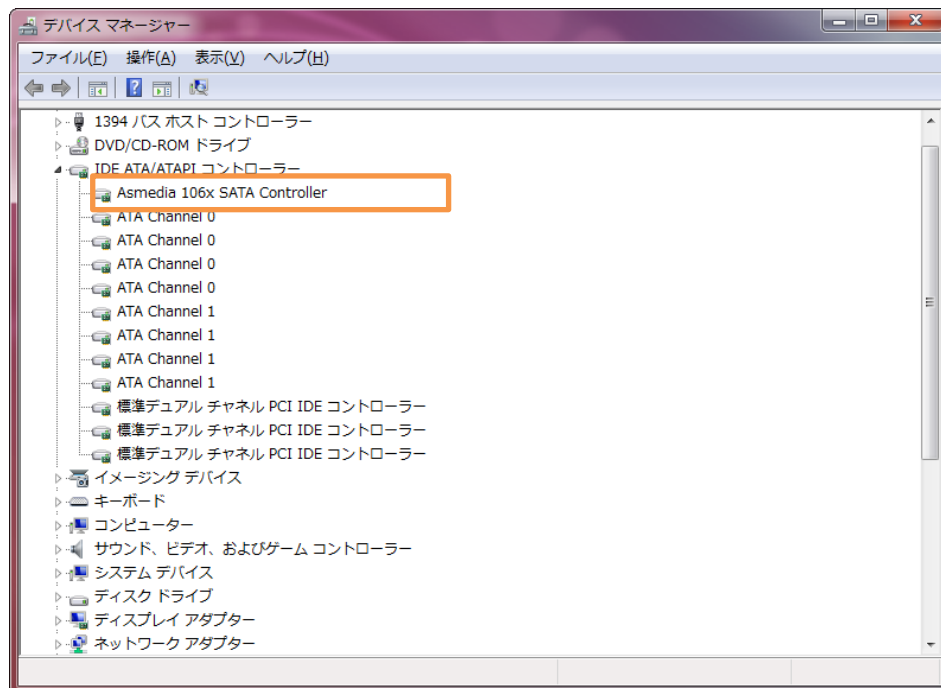 デバイス マネージャー
ファイル(F) 操作(A) 表示(V) ヘルプ(H)
1394 バス ホスト コントローラー
DVD/CD-ROM ドライブ
IDE ATA/ATAPI コントローラー
Asmedia 106x SATA Controller
ATA Channel 0
ATA Channel 0
ATA Channel 0
ATA Channel 0
ATA Channel 1
ATA Channel 1
ATA Channel 1
ATA Channel 1
標準デュアル チャネル PCI IDE コントローラー
標準デュアル チャネル PCI IDE コントローラー
標準デュアル チャネル PCI IDE コントローラー
イメージング デバイス
キーボード
コンピューター
サウンド、ビデオ、およびゲーム コントローラー
システム デバイス
ディスク ドライブ
ディスプレイ アダプター
ネットワーク アダプター